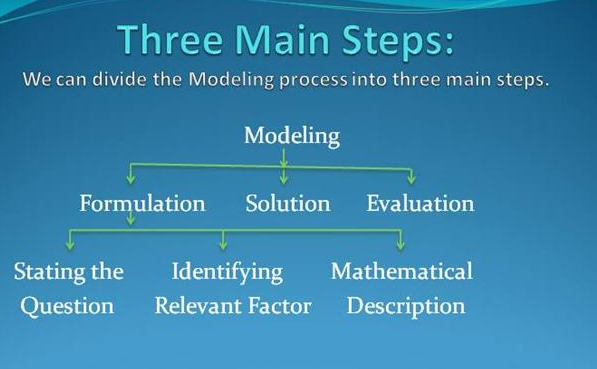 Three Main Steps:
We can divide the Modeling process into three main steps.
Modeling
Formulation Solution Evaluation
Stating the Identifying Mathematical
Question Relevant Factor Description